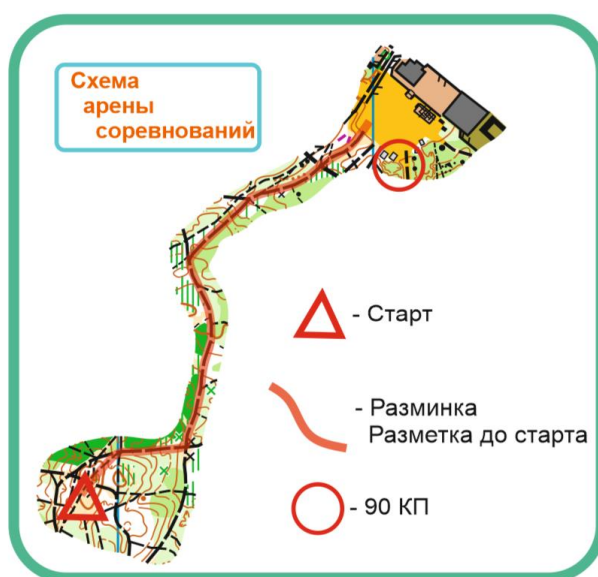 Схема
арены
соревнований
- Старт
- Разминка
Разметка до старта
- 90 КП